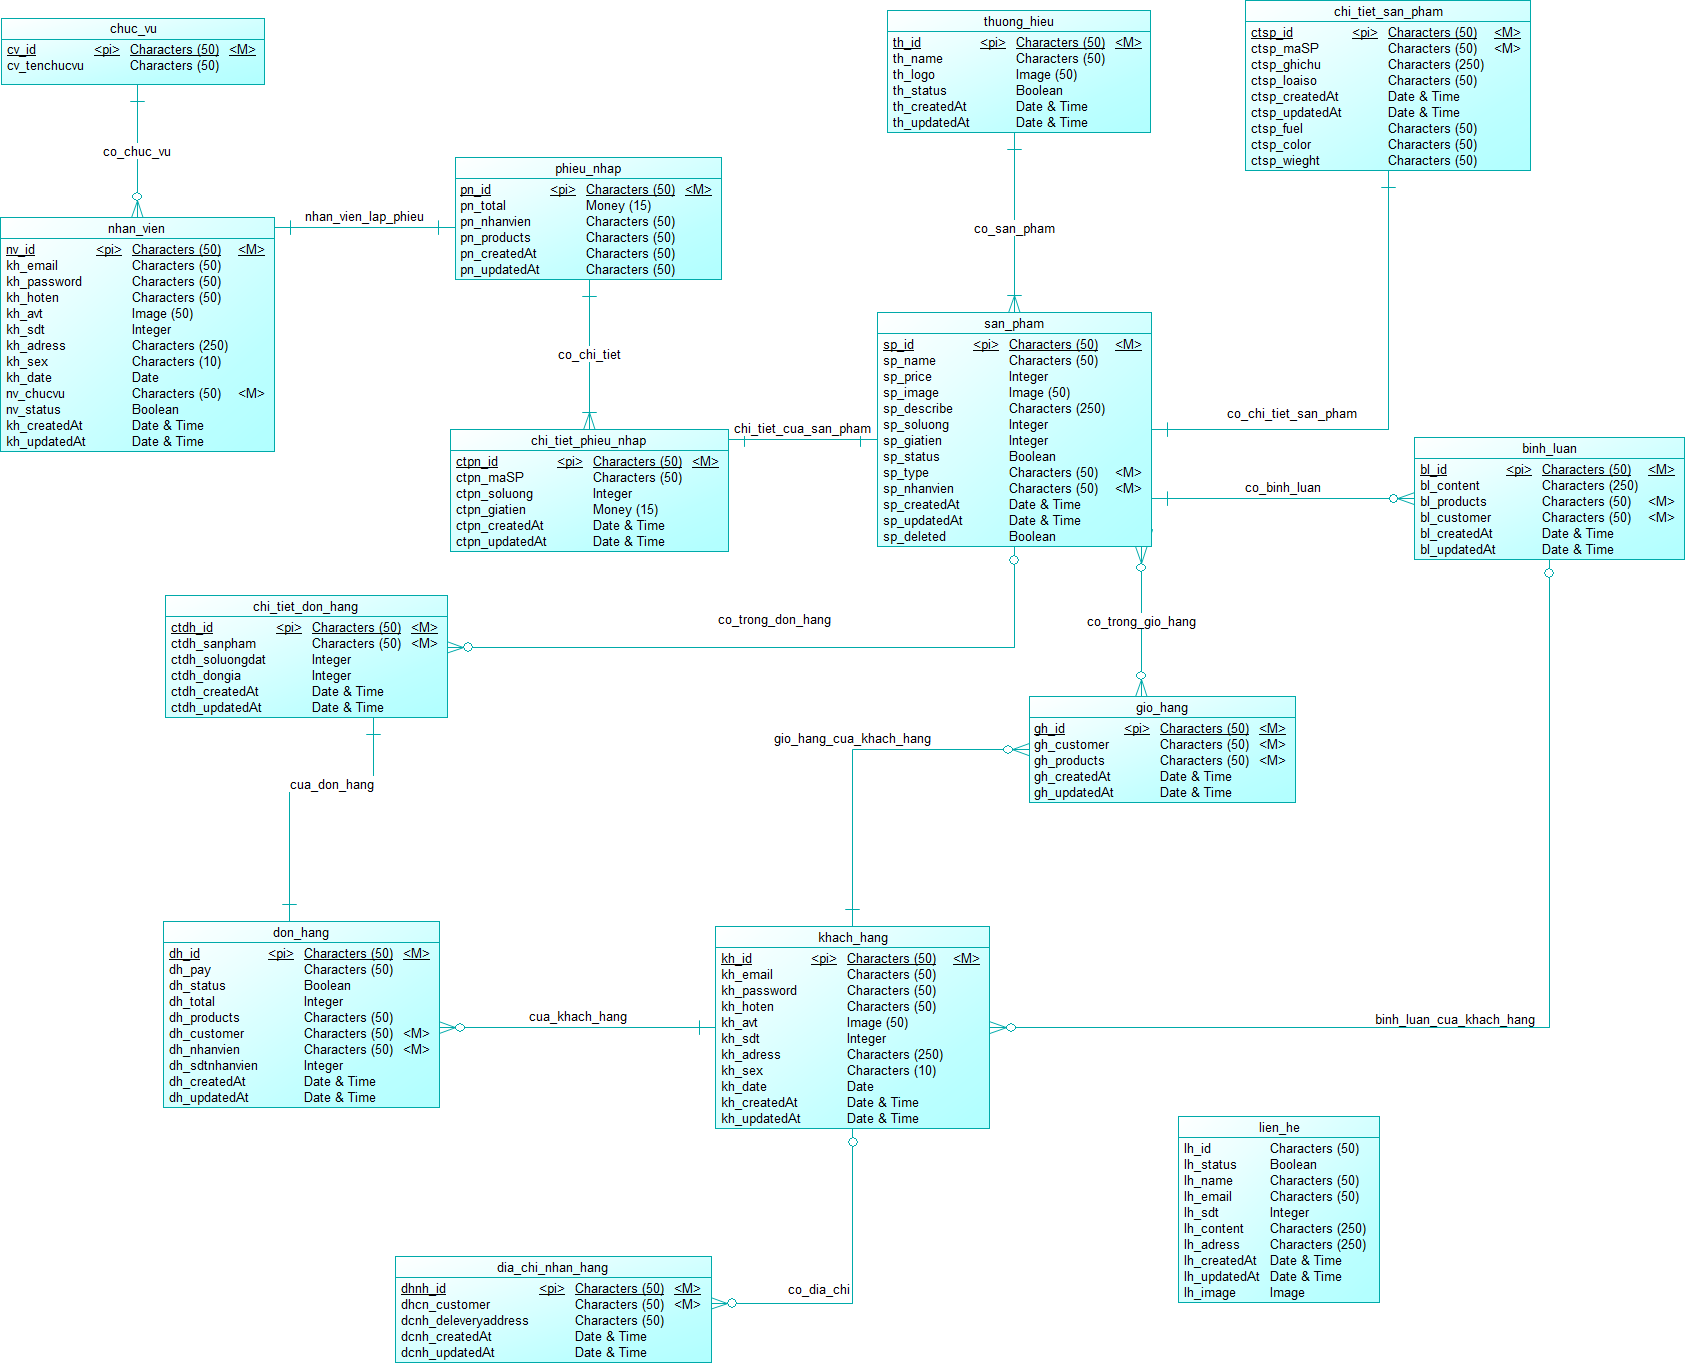 chuc_vu
cv_id <pi> Characters (50) <M>
cv_tenchucvu Characters (50)
co_chuc_vu
nhan_vien
nv_id <pi> Characters (50) <M>
kh_email Characters (50)
kh_password Characters (50)
kh_hoten Characters (50)
kh_avt Image (50)
kh_sdt Integer
kh_adress Characters (250)
kh_sex Characters (10)
kh_date Date
nv_chucvu Characters (50) <M>
nv_status Boolean
kh_createdAt Date & Time
kh_updatedAt Date & Time
nhan_vien_lap_phieu
phieu_nhap
pn_id <pi> Characters (50) <M>
pn_total Money (15)
pn_nhanvien Characters (50)
pn_products Characters (50)
pn_createdAt Characters (50)
pn_updatedAt Characters (50)
co_chi_tiet
chi_tiet_phieu_nhap
ctpn_id <pi> Characters (50) <M>
ctpn_maSP Characters (50)
ctpn_soluong Integer
ctpn_giatien Money (15)
ctpn_createdAt Date & Time
ctpn_updatedAt Date & Time
chi_tiet_cua_san_pham
thuong_hieu
th_id <pi> Characters (50) <M>
th_name Characters (50)
th_logo Image (50)
th_status Boolean
th_createdAt Date & Time
th_updatedAt Date & Time
co_san_pham
chi_tiet_san_pham
ctsp_id <pi> Characters (50) <M>
ctsp_maSP Characters (50) <M>
ctsp_ghichu Characters (250)
ctsp_loaiso Characters (50)
ctsp_createdAt Date & Time
ctsp_updatedAt Date & Time
ctsp_fuel Characters (50)
ctsp_color Characters (50)
ctsp_wieght Characters (50)
co_chi_tiet_san_pham
san_pham
sp_id <pi> Characters (50) <M>
sp_name Characters (50)
sp_price Integer
sp_image Image (50)
sp_describe Characters (250)
sp_soluong Integer
sp_giatien Integer
sp_status Boolean
sp_type Characters (50) <M>
sp_nhanvien Characters (50) <M>
sp_createdAt Date & Time
sp_updatedAt Date & Time
sp_deleted Boolean
co_binh_luan
binh_luan
bl_id <pi> Characters (50) <M>
bl_content Characters (250)
bl_products Characters (50) <M>
bl_customer Characters (50) <M>
bl_createdAt Date & Time
bl_updatedAt Date & Time
co_trong_don_hang
co_trong_gio_hang
chi_tiet_don_hang
ctdh_id <pi> Characters (50) <M>
ctdh_sanpham Characters (50) <M>
ctdh_soluongdat Integer
ctdh_dongia Integer
ctdh_createdAt Date & Time
ctdh_updatedAt Date & Time
cua_don_hang
gio_hang_cua_khach_hang
gio_hang
gh_id <pi> Characters (50) <M>
gh_customer Characters (50) <M>
gh_products Characters (50) <M>
gh_createdAt Date & Time
gh_updatedAt Date & Time
don_hang
dh_id <pi> Characters (50) <M>
dh_pay Characters (50)
dh_status Boolean
dh_total Integer
dh_products Characters (50)
dh_customer Characters (50) <M>
dh_nhanvien Characters (50) <M>
dh_sdtnhanvien Integer
dh_createdAt Date & Time
dh_updatedAt Date & Time
cua_khach_hang
khach_hang
kh_id <pi> Characters (50) <M>
kh_email Characters (50)
kh_password Characters (50)
kh_hoten Characters (50)
kh_avt Image (50)
kh_sdt Integer
kh_adress Characters (250)
kh_sex Characters (10)
kh_date Date
kh_createdAt Date & Time
kh_updatedAt Date & Time
binh_luan_cua_khach_hang
co_dia_chi
dia_chi_nhan_hang
dhnh_id <pi> Characters (50) <M>
dhcn_customer Characters (50) <M>
dcnh_deleveryaddress Characters (50)
dcnh_createdAt Date & Time
dcnh_updatedAt Date & Time
lien_he
lh_id Characters (50)
lh_status Boolean
lh_name Characters (50)
lh_email Characters (50)
lh_sdt Integer
lh_content Characters (250)
lh_adress Characters (250)
lh_createdAt Date & Time
lh_updatedAt Date & Time
lh_image Image